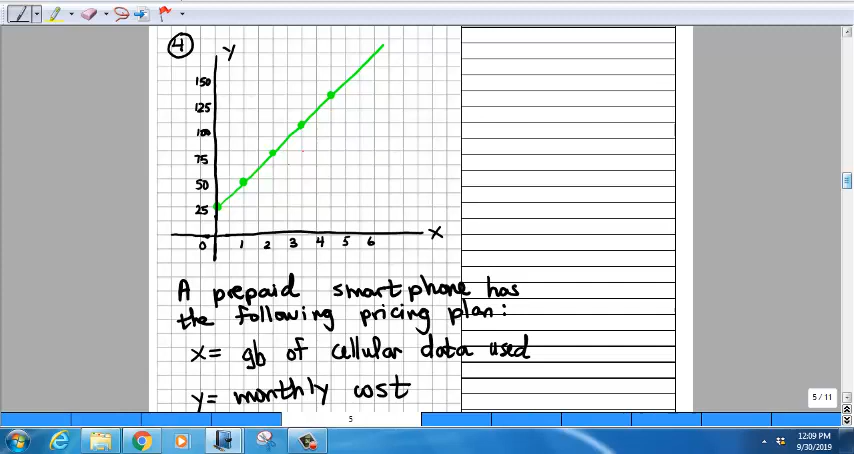 4
y
150
125
100
75
50
25
0 1 2 3 4 5 6 x
A prepaid smartphone has
the following pricing plan:
x= gb of cellular data used
y= monthly cost
5 / 11
5
12:09 PM
9/30/2019